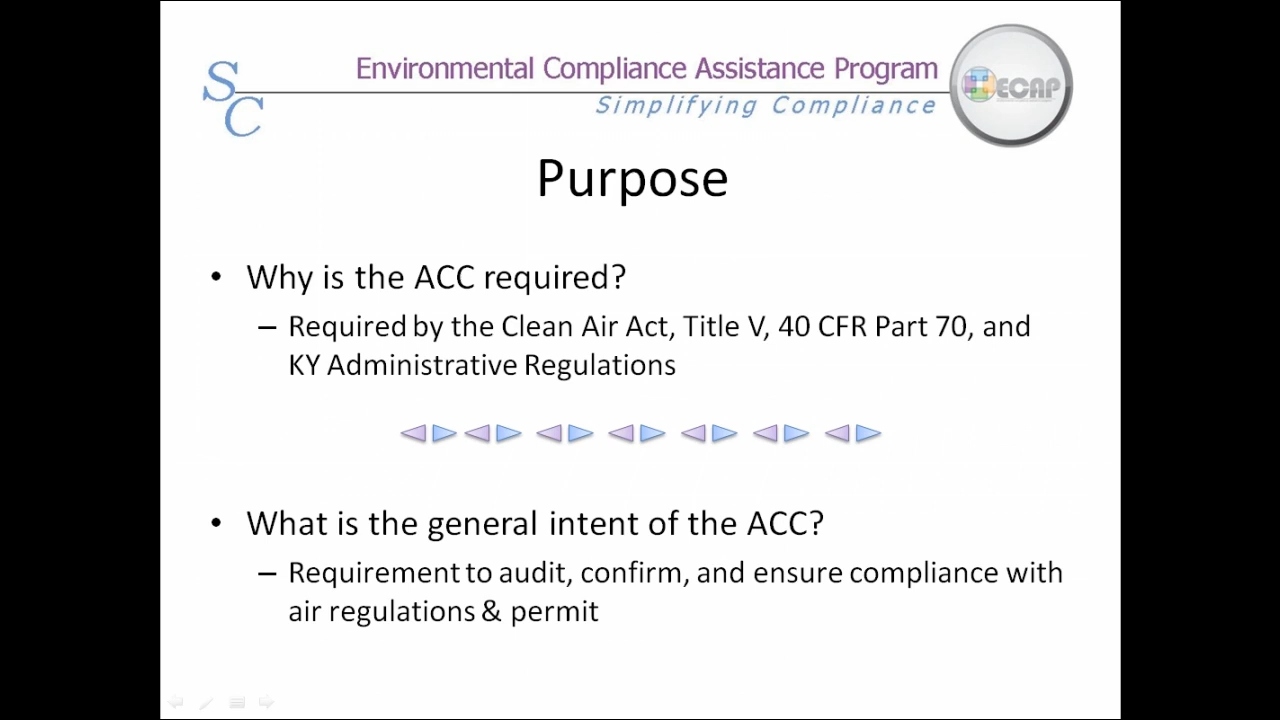 S
C
Environmental Compliance Assistance Program
Simplifying Compliance
ECAP
Purpose
• Why is the ACC required?
– Required by the Clean Air Act, Title V, 40 CFR Part 70, and
KY Administrative Regulations
• What is the general intent of the ACC?
– Requirement to audit, confirm, and ensure compliance with
air regulations & permit